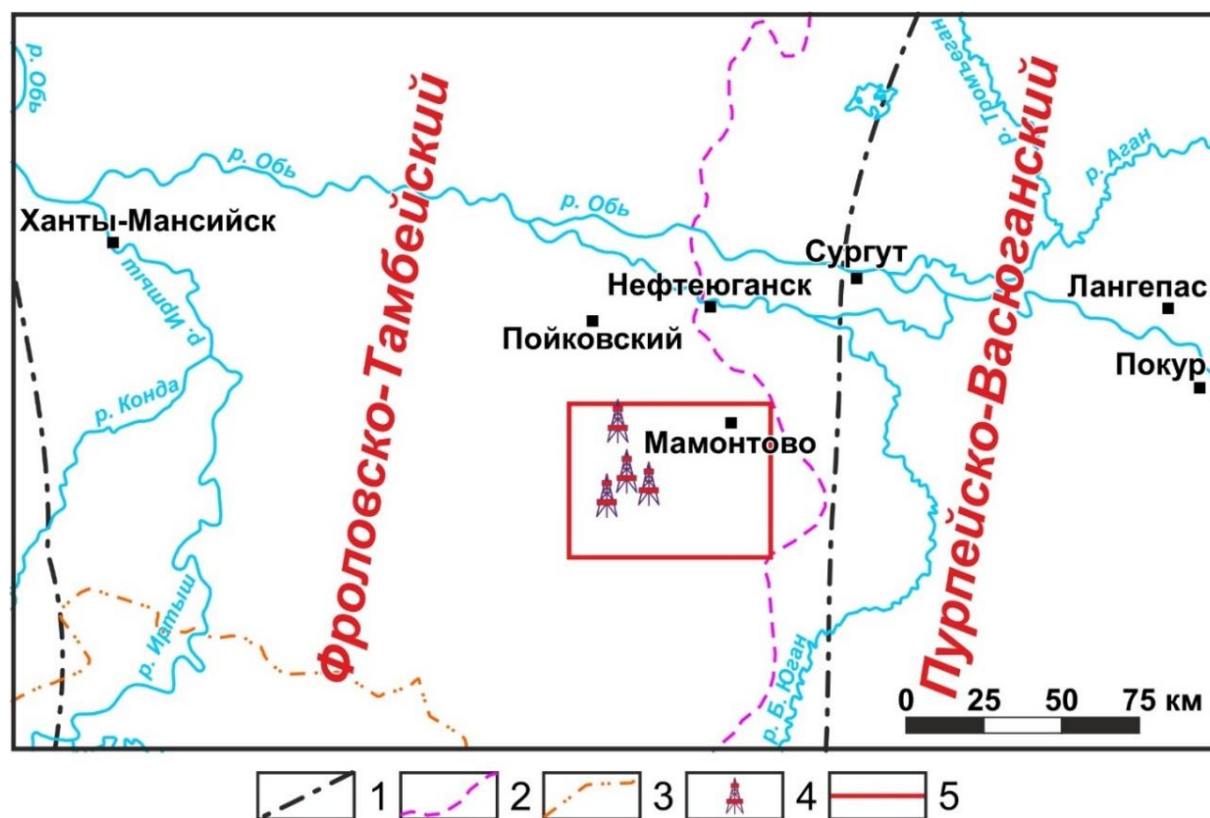 р. Обь
р. Обь
р. Обь
р. Тромъеган
р. Аган
Ханты-Мансийск
Сургут
р. Иртыш
Нефтеюганск
Лангепас
Пойковский
Покур
р. Конда
Мамонтово
Фроловско-Тамбейский
Пурпейско-Васюганский
р. Иратыш
р. Б. Юган
0 25 50 75 км
1 2 3 4 5